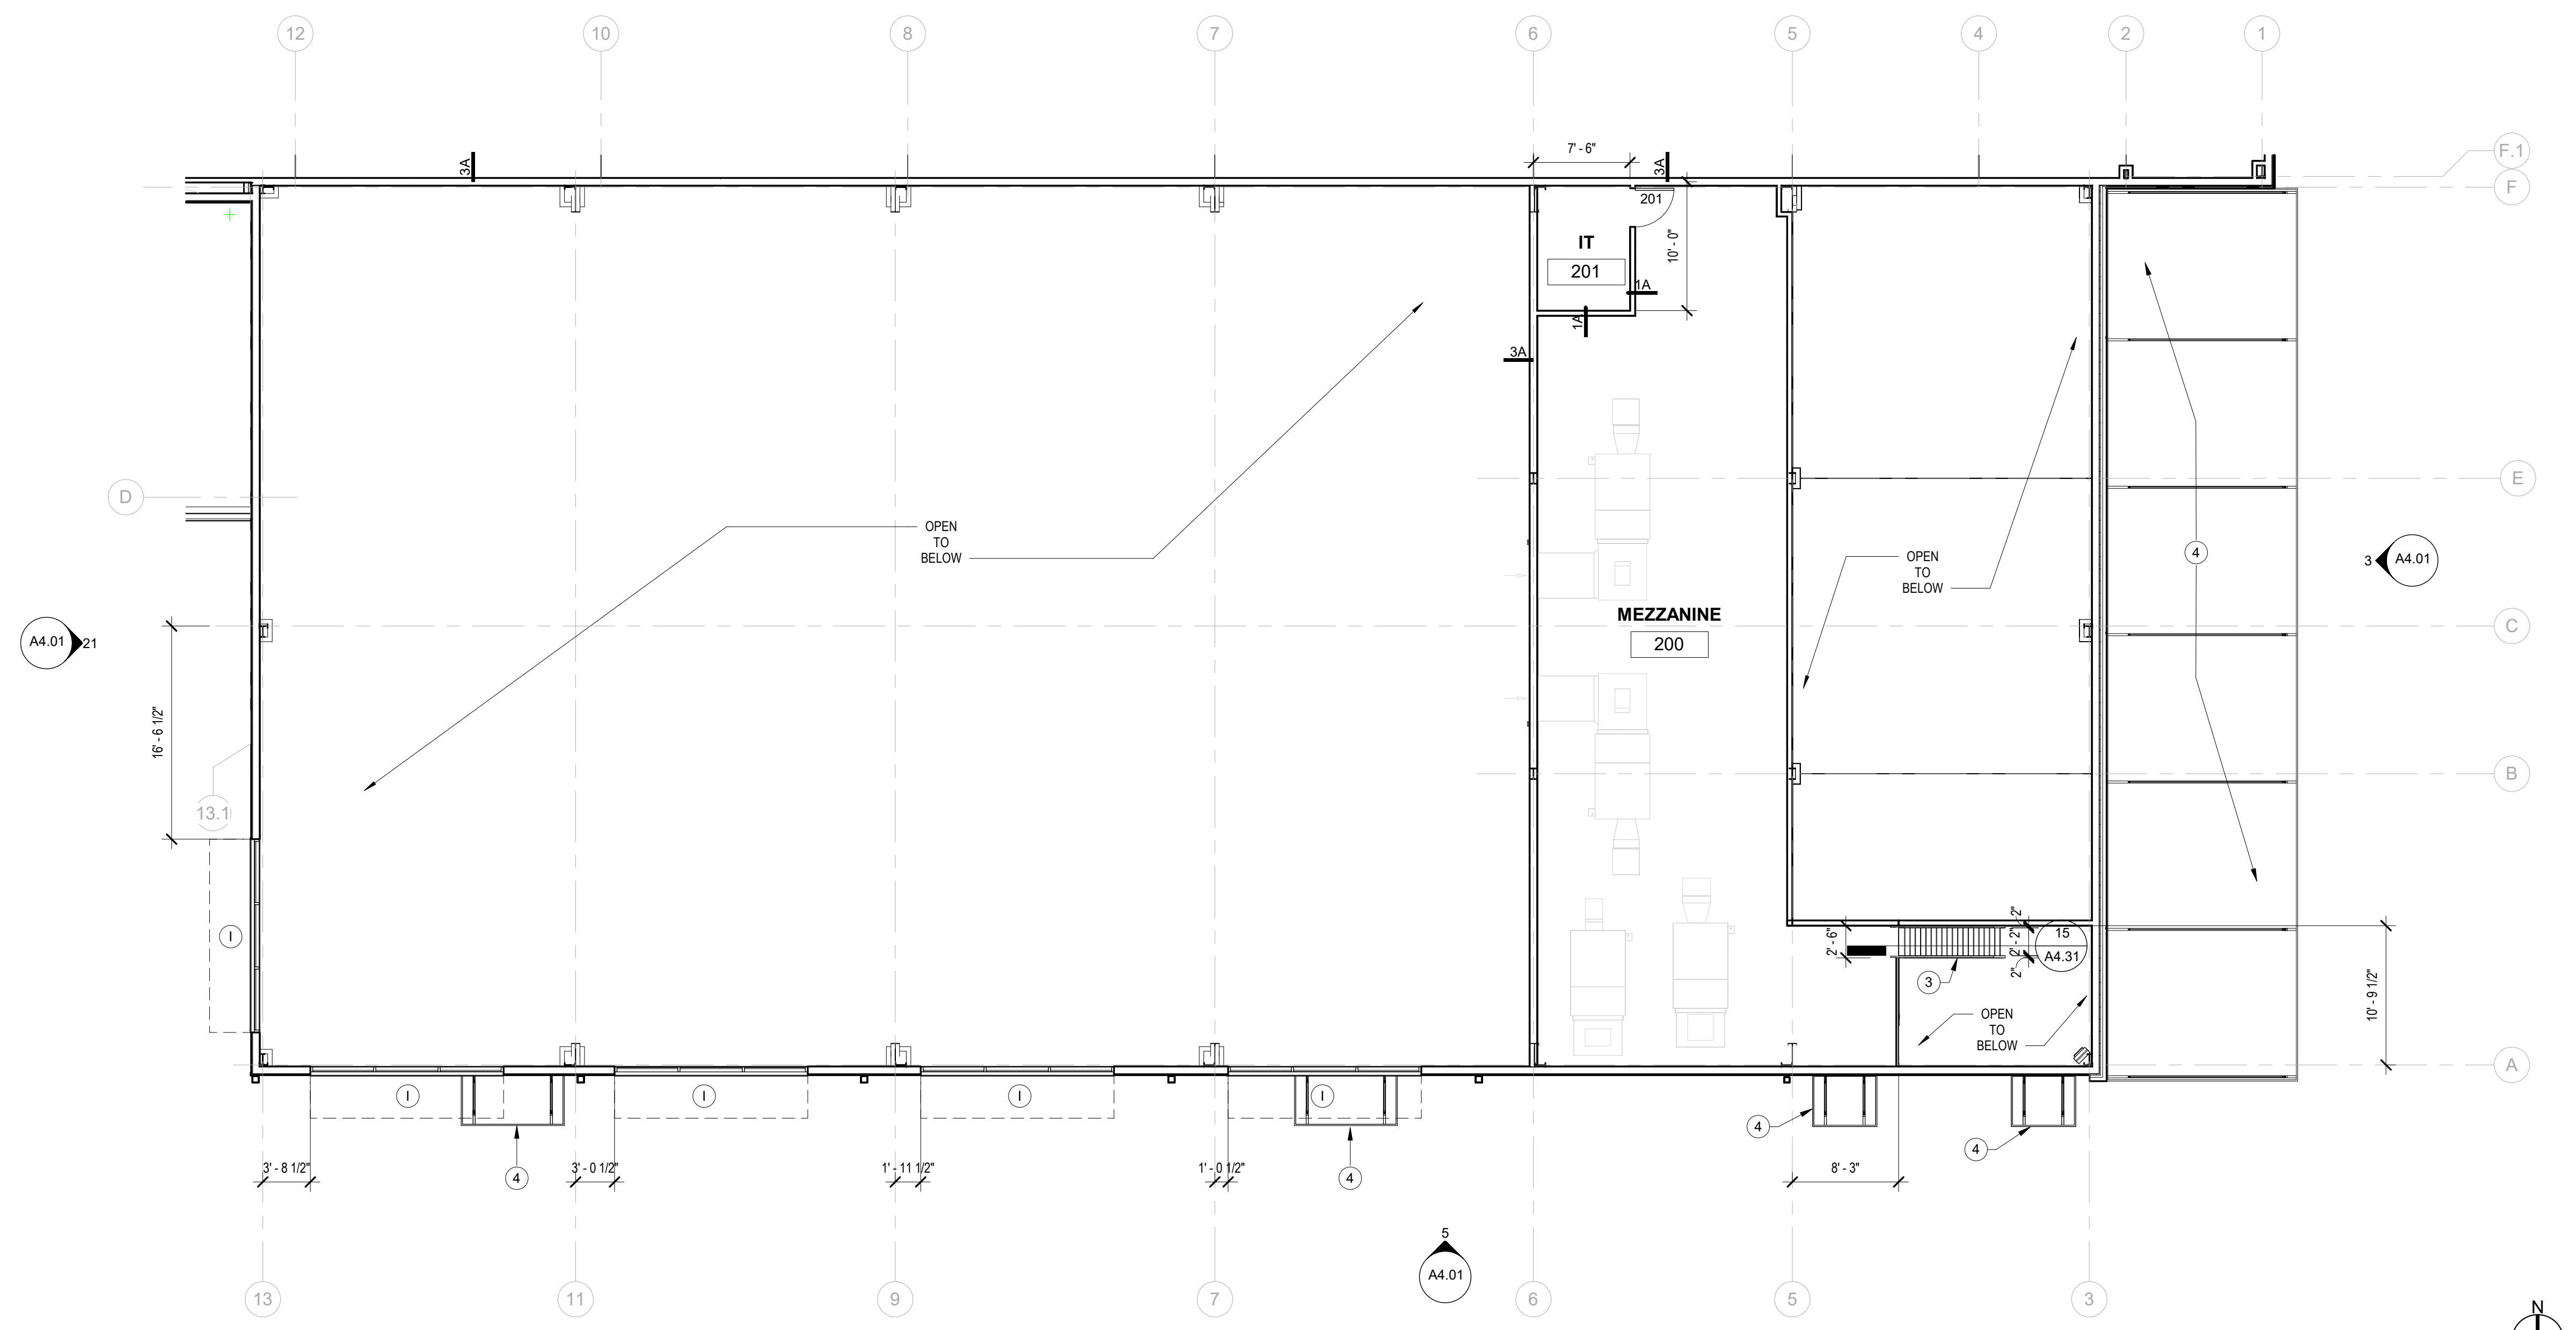 12 10 8 7 6 5 4 2 1
F.1
F
7' - 6"
3A
3A
201
IT
201
10' - 0"
1A
1A
3A
D
E
OPEN
TO
BELOW
OPEN
TO
BELOW
4
3
A4.01
MEZZANINE
200
C
A4.01
21
16' - 6 1/2"
B
13.1
I
2' - 6"
2"
2' - 2"
2"
15
A4.31
3
10' - 9 1/2"
OPEN
TO
BELOW
A
I
I
I
I
4
4
4
4
3' - 8 1/2"
3' - 0 1/2"
1' - 11 1/2"
1' - 0 1/2"
8' - 3"
5
A4.01
13 11 9 7 6 5 3
N